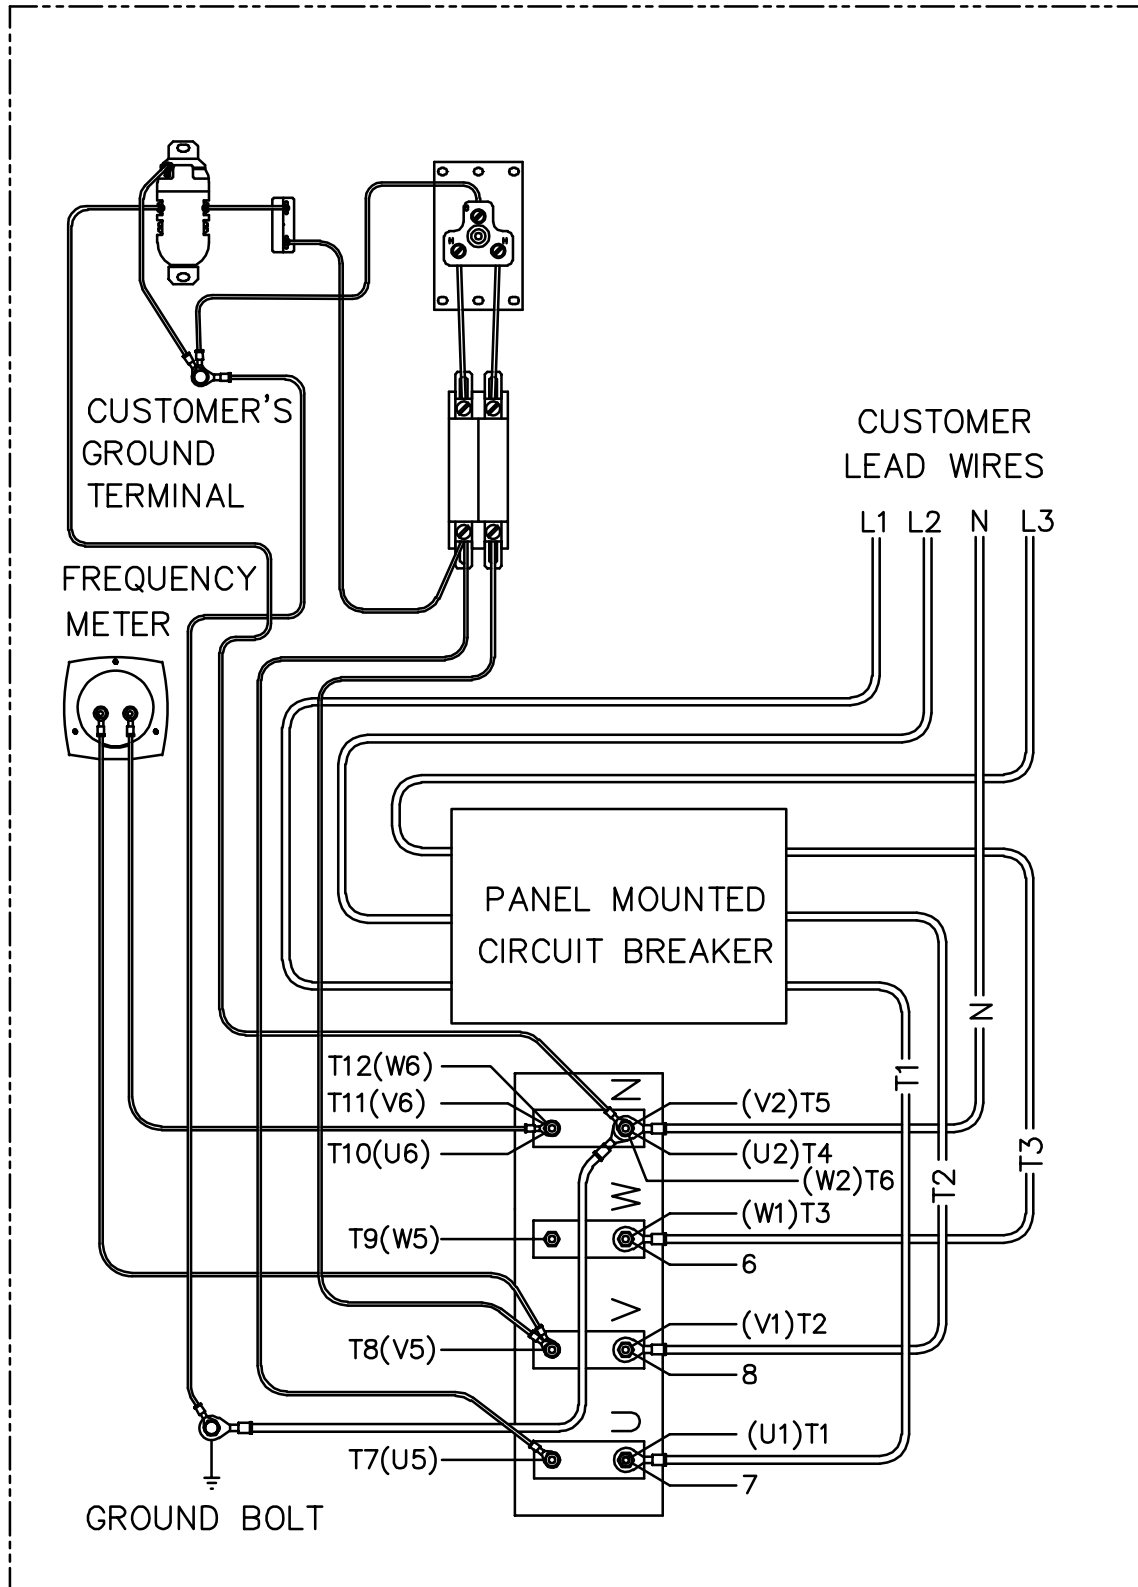 CUSTOMER'S
GROUND
TERMINAL
FREQUENCY
METER
CUSTOMER
LEAD WIRES
L1 L2 N L3
PANEL MOUNTED
CIRCUIT BREAKER
N
T1
T2
T3
T12(W6)
T11(V6)
T10(U6)
N
(V2)T5
(U2)T4
(W2)T6
T9(W5)
W
(W1)T3
6
T8(V5)
V
(V1)T2
8
T7(U5)
U
(U1)T1
7
GROUND BOLT